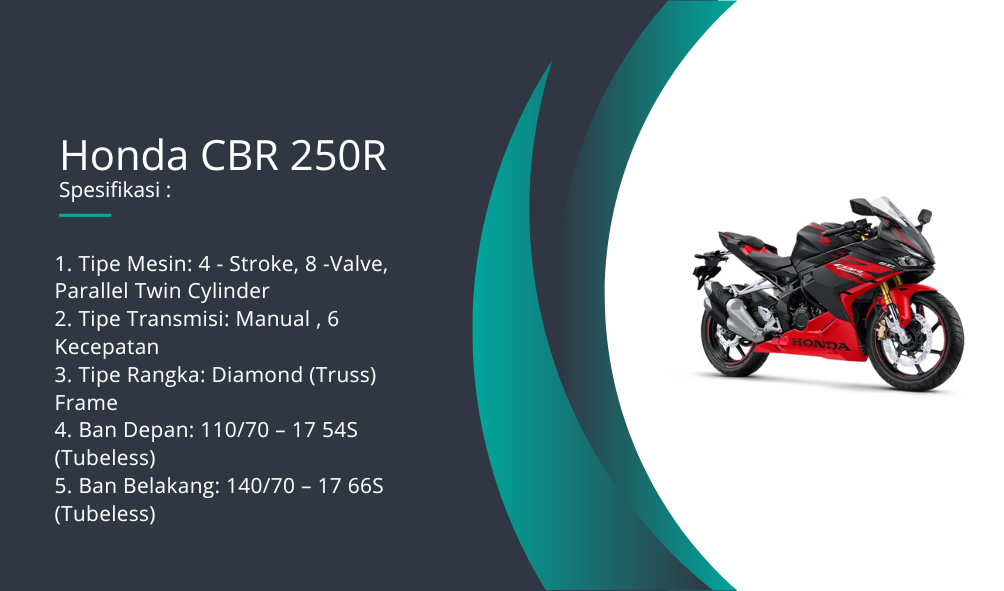 Honda CBR 250R
Spesifikasi :
1. Tipe Mesin: 4 - Stroke, 8 -Valve,
Parallel Twin Cylinder
2. Tipe Transmisi: Manual , 6
Kecepatan
3. Tipe Rangka: Diamond (Truss)
Frame
4. Ban Depan: 110/70 – 17 54S
(Tubeless)
5. Ban Belakang: 140/70 – 17 66S
(Tubeless)
CBR
HONDA